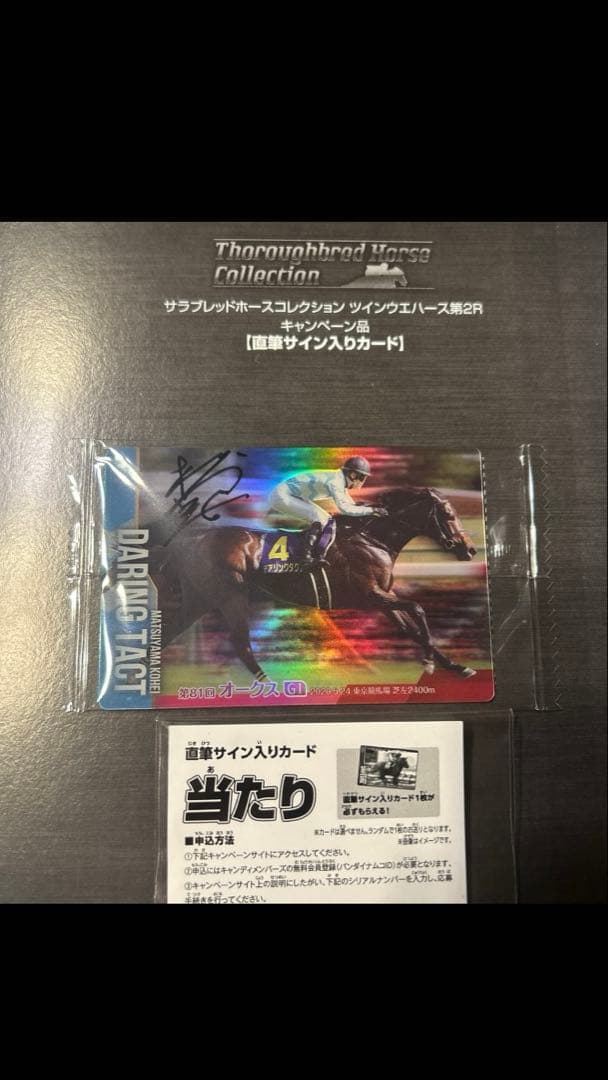 Thoroughbred Horse
Collection
サラブレッドホースコレクション ツインウエハース第2R
キャンペーン品
【直筆サイン入りカード】
DARING TACT
MATSUYAMA KOHEI
4
第81回 オークス G1 2020.5.24 東京競馬場 芝左2400m
直筆サイン入りカード
当たり
直筆サイン入りカード1枚が
必ずもらえる!
※カードは選べません。ランダムで1枚のお送りとなります。
※画像はイメージです。
■申込方法
①下記キャンペーンサイトにアクセスしてください。
②申込にはキャンディメンバーズの無料会員登録(バンダイナムコID)が必要となります。
③キャンペーンサイト上の説明にしたがい、下記のシリアルナンバーを入力し、応募
手続きを行ってください。